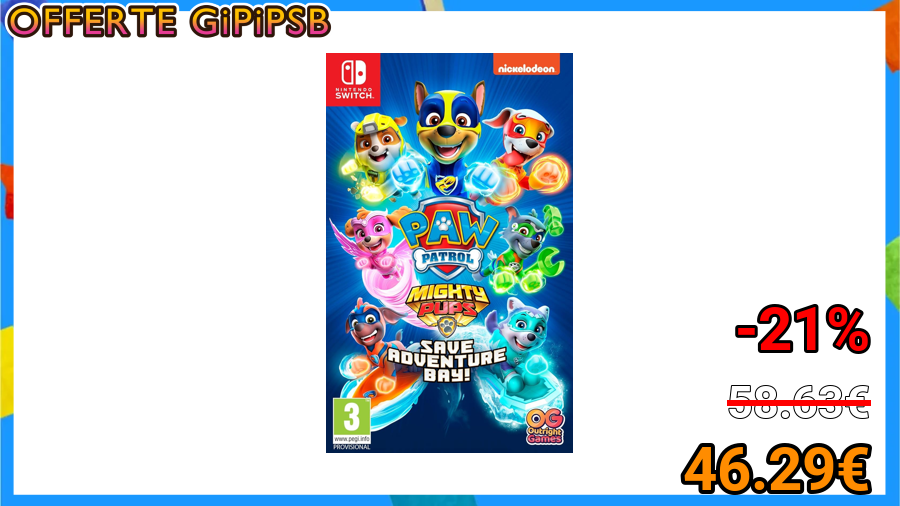 OFFERTE GiPiPSB
NINTENDO
SWITCH.
nickelodeon
PAW
PATROL
MIGHTY
PUPS
SAVE
ADVENTURE
BAY!
3
www.pegi.info
PROVISIONAL
OG
Outright
Games
-21%
58.63€
46.29€